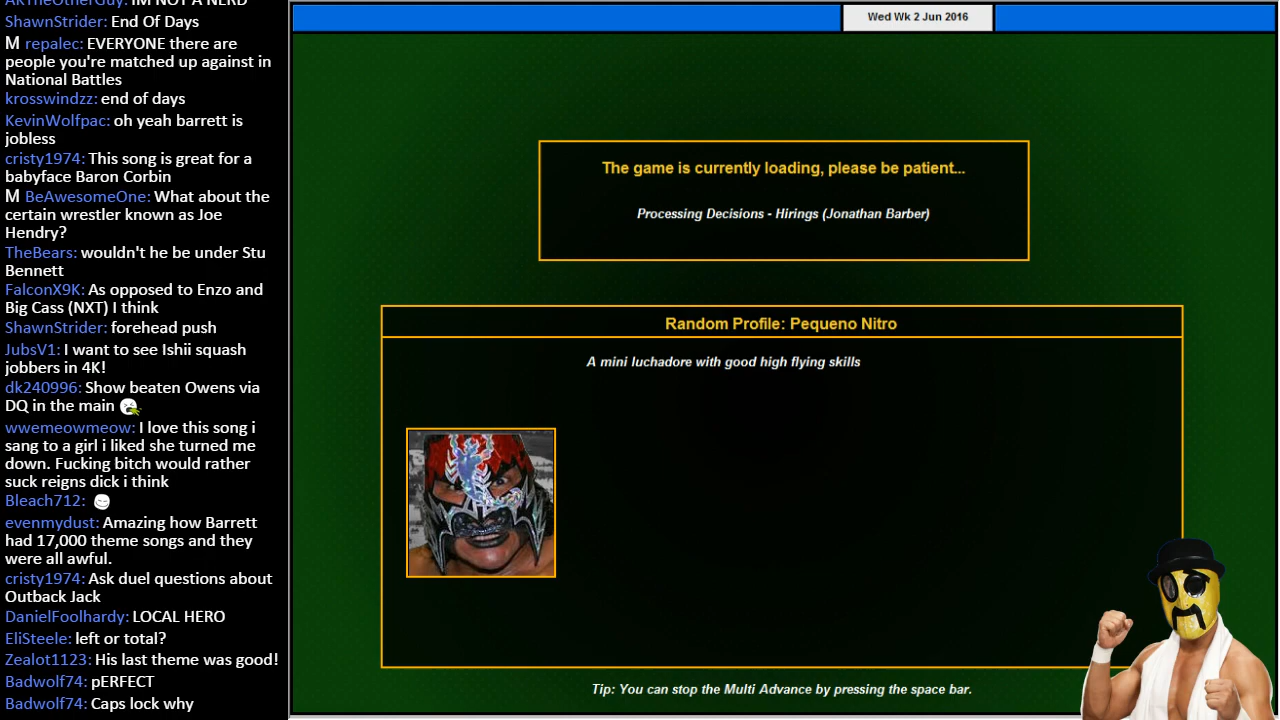 AkTheOtherGuy: IM NOT A NERD
ShawnStrider: End Of Days
M repalec: EVERYONE there are
people you're matched up against in
National Battles
krosswindzz: end of days
KevinWolfpac: oh yeah barrett is
jobless
cristy1974: This song is great for a
babyface Baron Corbin
M BeAwesomeOne: What about the
certain wrestler known as Joe
Hendry?
TheBears: wouldn't he be under Stu
Bennett
FalconX9K: As opposed to Enzo and
Big Cass (NXT) I think
ShawnStrider: forehead push
JubsV1: I want to see Ishii squash
jobbers in 4K!
dk240996: Show beaten Owens via
DQ in the main
wwemeowmeow: I love this song i
sang to a girl i liked she turned me
down. Fucking bitch would rather
suck reigns dick i think
Bleach712:
evenmydust: Amazing how Barrett
had 17,000 theme songs and they
were all awful.
cristy1974: Ask duel questions about
Outback Jack
DanielFoolhardy: LOCAL HERO
EliSteele: left or total?
Zealot1123: His last theme was good!
Badwolf74: pERFECT
Badwolf74: Caps lock why
Wed Wk 2 Jun 2016
The game is currently loading, please be patient...
Processing Decisions - Hirings (Jonathan Barber)
Random Profile: Pequeno Nitro
A mini luchadore with good high flying skills
Tip: You can stop the Multi Advance by pressing the space bar.